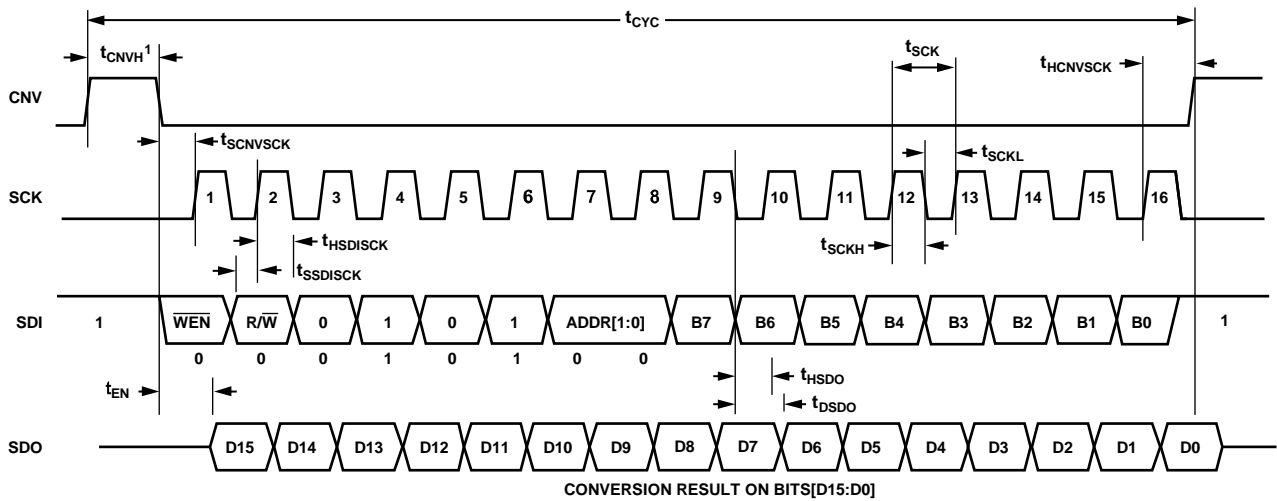 tCYC
tCNVH1
tSCK
tHCNVSCK
CNV
tSCNVSCK
tSCKL
SCK
1 2 3 4 5 6 7 8 9 10 11 12 13 14 15 16
tHSDISCK
tSCKH
tSSDISCK
SDI
1 WEN R/W 0 1 0 1 ADDR[1:0] B7 B6 B5 B4 B3 B2 B1 B0 1
0 0 0 1 0 1 0 0
tEN
tHSDO
tDSDO
SDO
D15 D14 D13 D12 D11 D10 D9 D8 D7 D6 D5 D4 D3 D2 D1 D0
CONVERSION RESULT ON BITS[D15:D0]